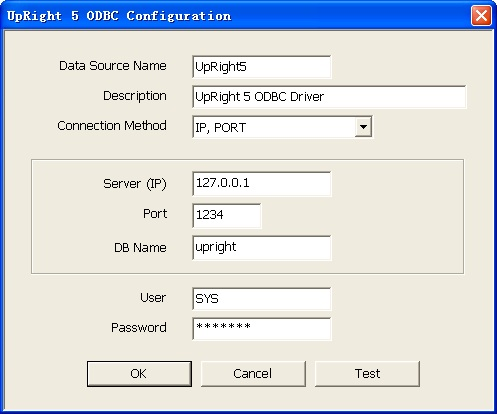 UpRight 5 ODBC Configuration
Data Source Name UpRight5
Description UpRight 5 ODBC Driver
Connection Method IP, PORT
Server (IP) 127.0.0.1
Port 1234
DB Name upright
User SYS
Password *******
OK Cancel Test